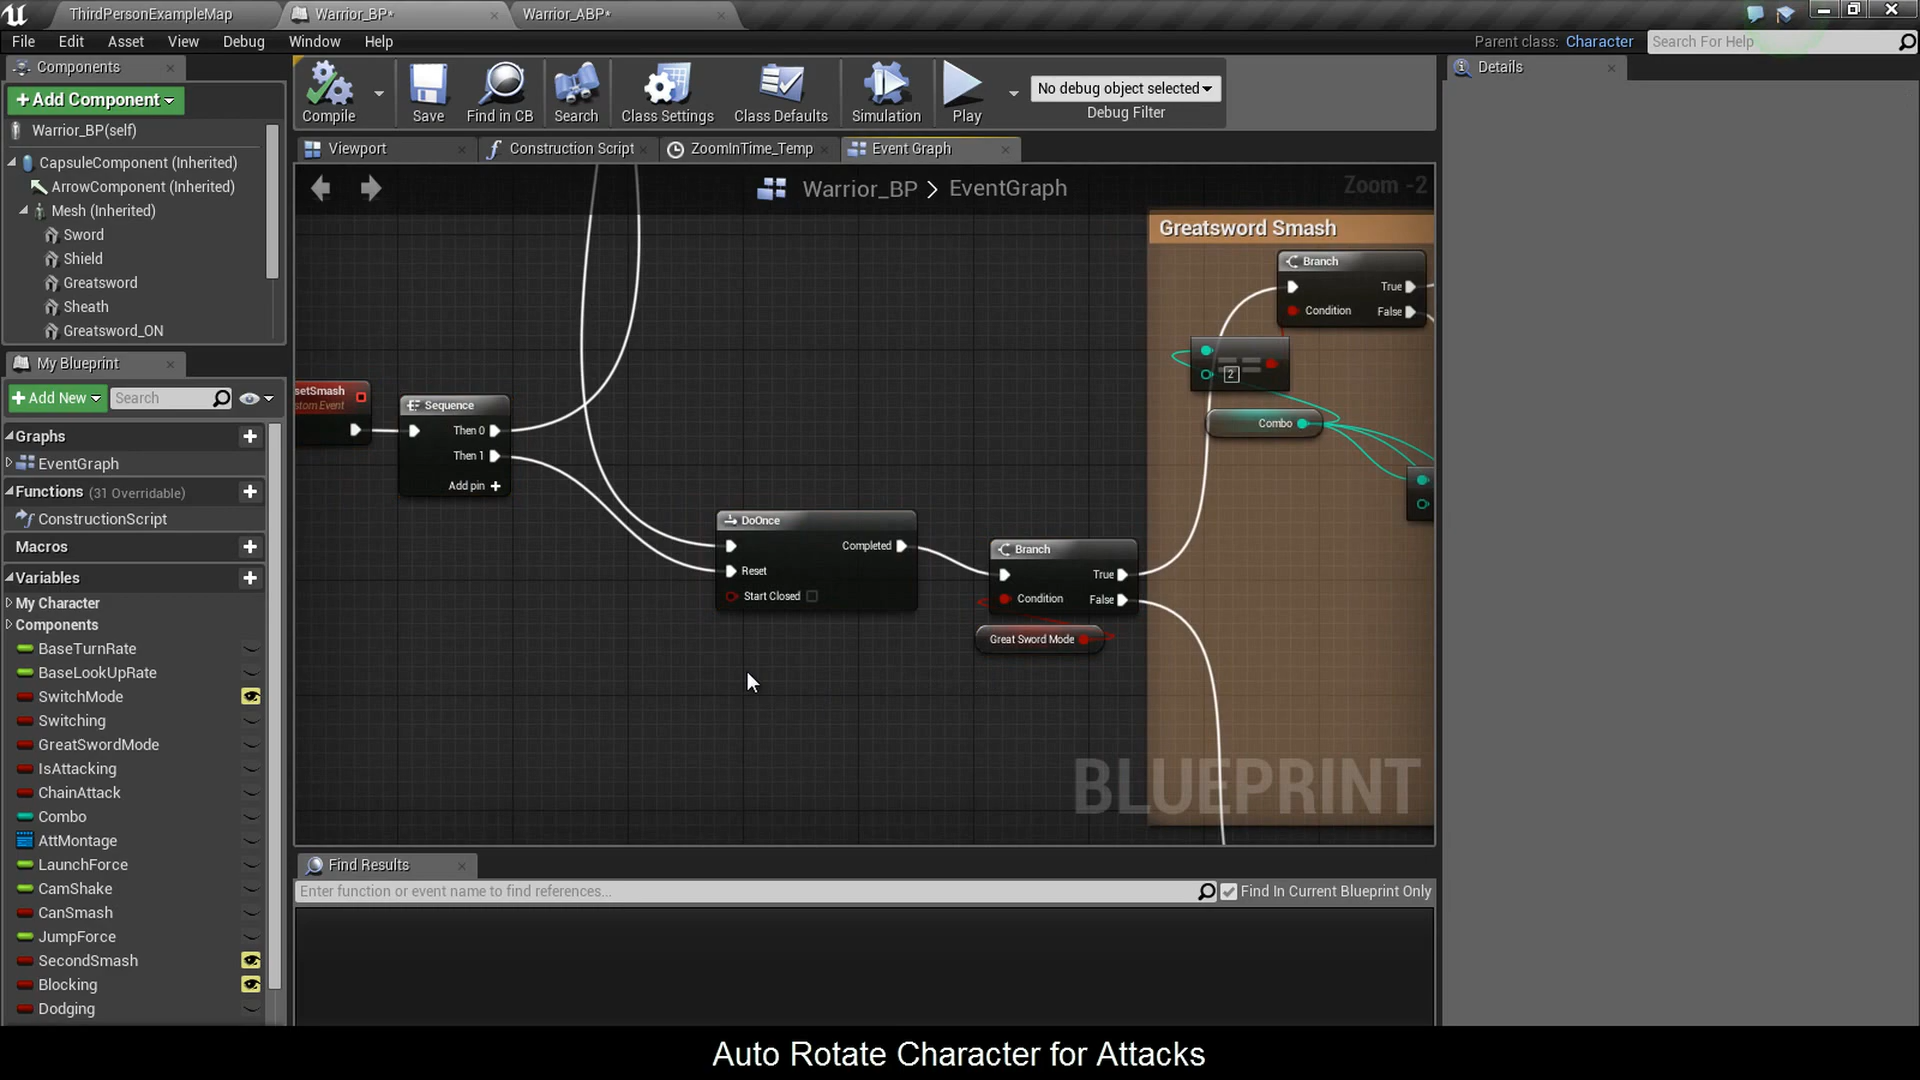 ThirdPersonExampleMap
Warrior_BP*
Warrior_ABP*
File Edit Asset View Debug Window Help
Parent class: Character
Search For Help
Components
+Add Component
Warrior_BP(self)
CapsuleComponent (Inherited)
ArrowComponent (Inherited)
Mesh (Inherited)
Sword
Shield
Greatsword
Sheath
Greatsword_ON
My Blueprint
+Add New
Search
Graphs
EventGraph
Functions (31 Overridable)
ConstructionScript
Macros
Variables
My Character
Components
BaseTurnRate
BaseLookUpRate
SwitchMode
Switching
GreatSwordMode
IsAttacking
ChainAttack
Combo
AttMontage
LaunchForce
CamShake
CanSmash
JumpForce
SecondSmash
Blocking
Dodging
Compile
Save
Find in CB
Search
Class Settings
Class Defaults
Simulation
Play
No debug object selected
Debug Filter
Viewport
Construction Script
ZoomInTime_Temp
Event Graph
Warrior_BP > EventGraph
Zoom -2
setSmash
stom Event
Sequence
Then 0
Then 1
Add pin +
DoOnce
Completed
Reset
Start Closed
Branch
True
Condition
False
Great Sword Mode
Greatsword Smash
Branch
True
Condition
False
2
Combo
BLUEPRINT
Find Results
Enter function or event name to find references...
Find In Current Blueprint Only
Details
Auto Rotate Character for Attacks